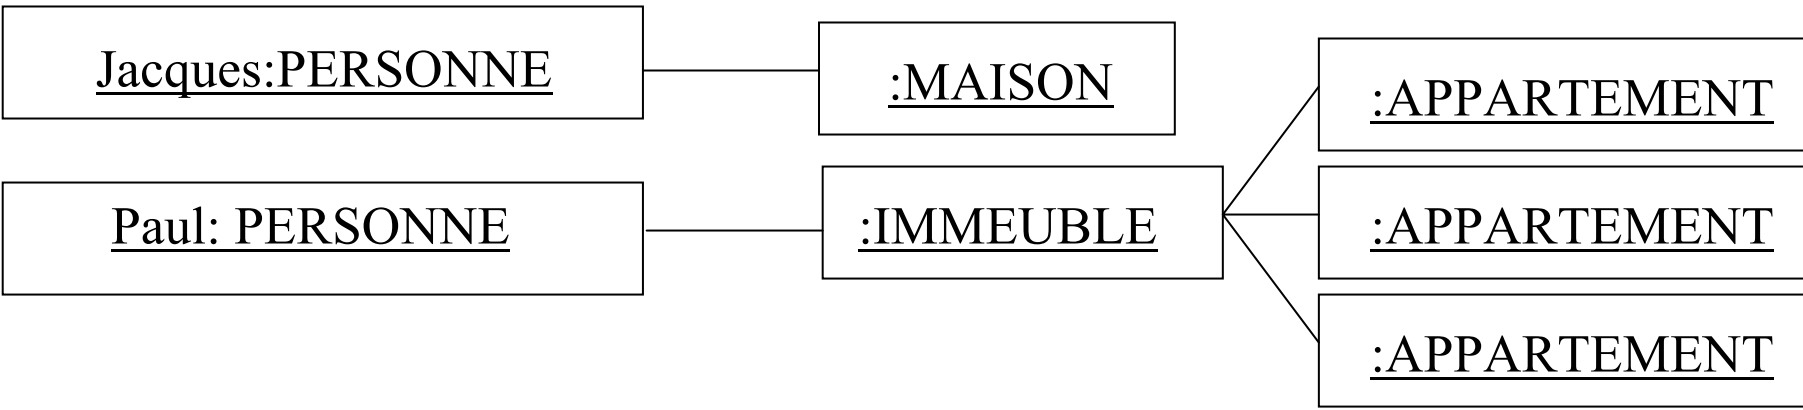 Jacques:PERSONNE
:MAISON
:APPARTEMENT
Paul: PERSONNE
:IMMEUBLE
:APPARTEMENT
:APPARTEMENT